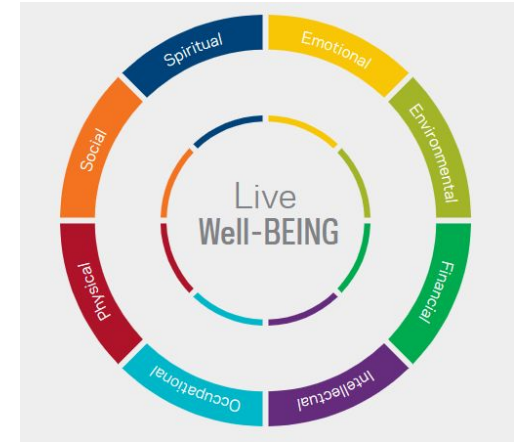 Spiritual
Emotional
Environmental
Financial
Intellectual
Occupational
Physical
Social
Live
Well-BEING